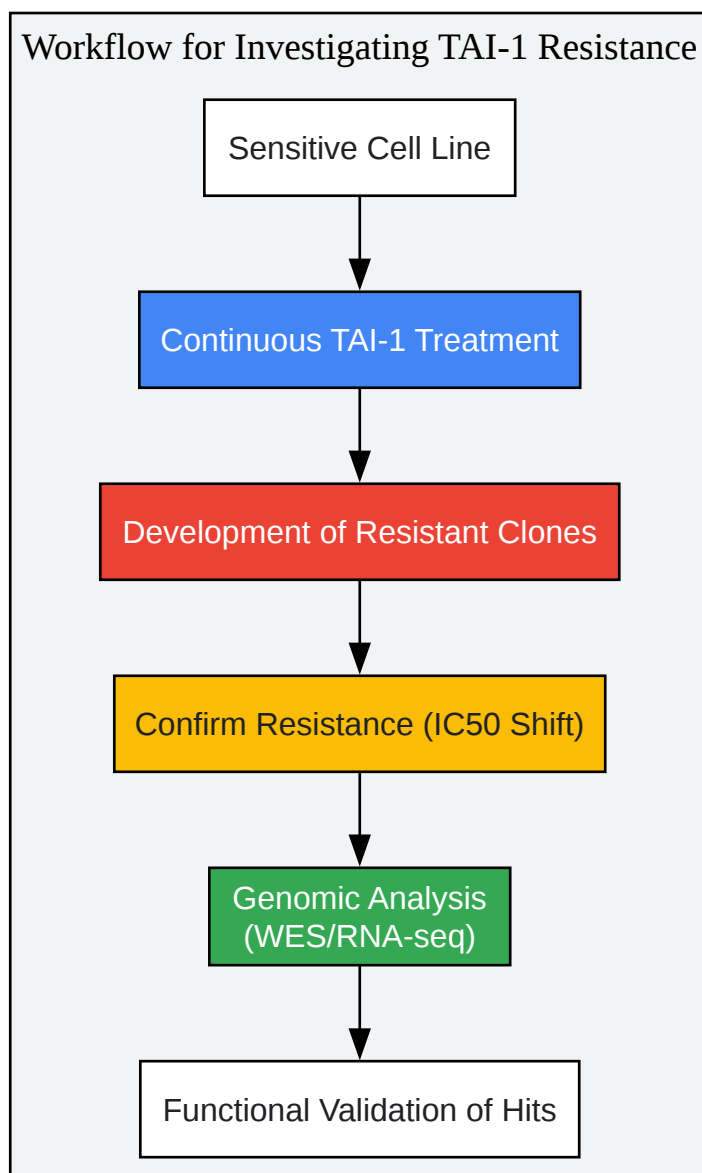 Workflow for Investigating TAI-1 Resistance
Sensitive Cell Line
Continuous TAI-1 Treatment
Development of Resistant Clones
Confirm Resistance (IC50 Shift)
Genomic Analysis
(WES/RNA-seq)
Functional Validation of Hits